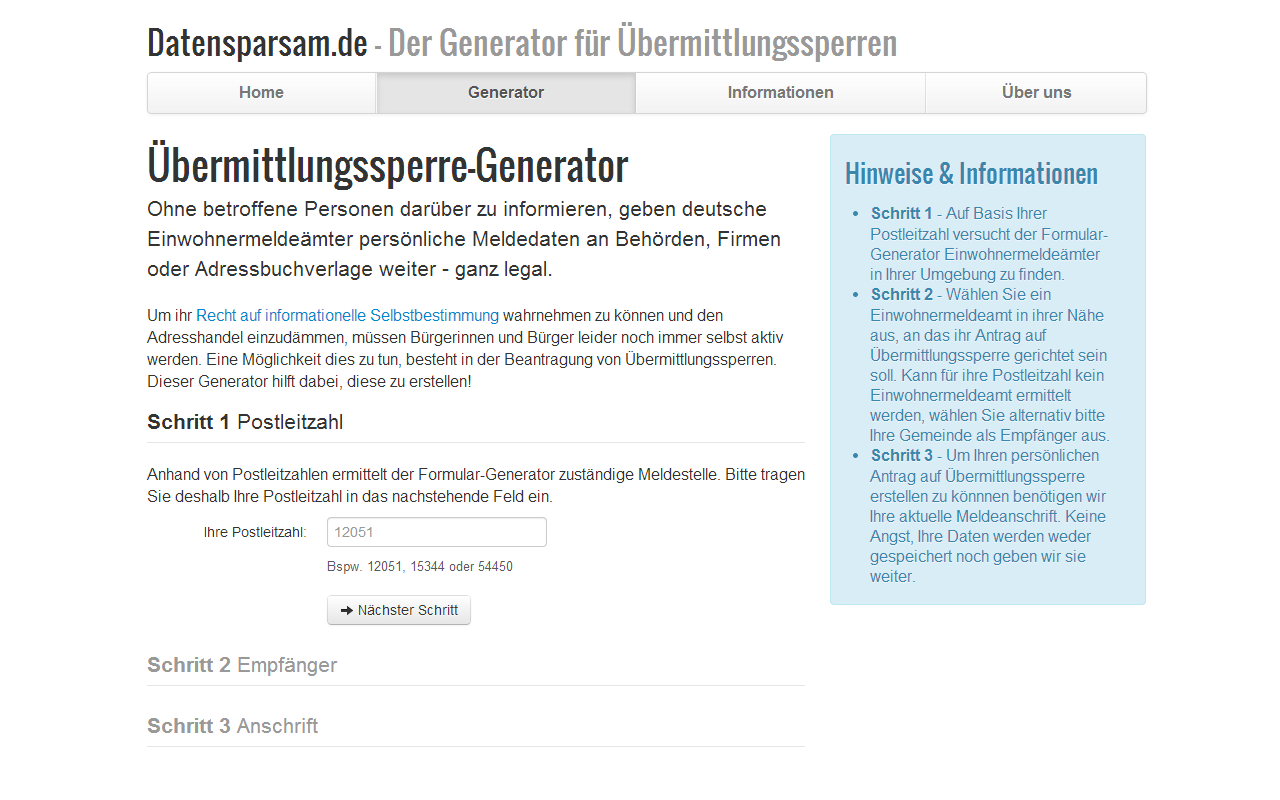 Datensparsam.de - Der Generator für Übermittlungssperren
Home
Generator
Informationen
Über uns
Übermittlungssperre-Generator
Ohne betroffene Personen darüber zu informieren, geben deutsche
Einwohnermeldeämter persönliche Meldedaten an Behörden, Firmen
oder Adressbuchverlage weiter - ganz legal.
Um ihr Recht auf informationelle Selbstbestimmung wahrnehmen zu können und den
Adresshandel einzudämmen, müssen Bürgerinnen und Bürger leider noch immer selbst aktiv
werden. Eine Möglichkeit dies zu tun, besteht in der Beantragung von Übermittlungssperren.
Dieser Generator hilft dabei, diese zu erstellen!
Schritt 1 Postleitzahl
Anhand von Postleitzahlen ermittelt der Formular-Generator zuständige Meldestelle. Bitte tragen
Sie deshalb Ihre Postleitzahl in das nachstehende Feld ein.
Ihre Postleitzahl:
12051
Bspw. 12051, 15344 oder 54450
Nächster Schritt
Schritt 2 Empfänger
Schritt 3 Anschrift
Hinweise & Informationen
• Schritt 1 - Auf Basis Ihrer
Postleitzahl versucht der Formular-
Generator Einwohnermeldeämter
in Ihrer Umgebung zu finden.
• Schritt 2 - Wählen Sie ein
Einwohnermeldeamt in ihrer Nähe
aus, an das ihr Antrag auf
Übermittlungssperre gerichtet sein
soll. Kann für ihre Postleitzahl kein
Einwohnermeldeamt ermittelt
werden, wählen Sie alternativ bitte
Ihre Gemeinde als Empfänger aus.
• Schritt 3 - Um Ihren persönlichen
Antrag auf Übermittlungssperre
erstellen zu könnnen benötigen wir
Ihre aktuelle Meldeanschrift. Keine
Angst, Ihre Daten werden weder
gespeichert noch geben wir sie
weiter.